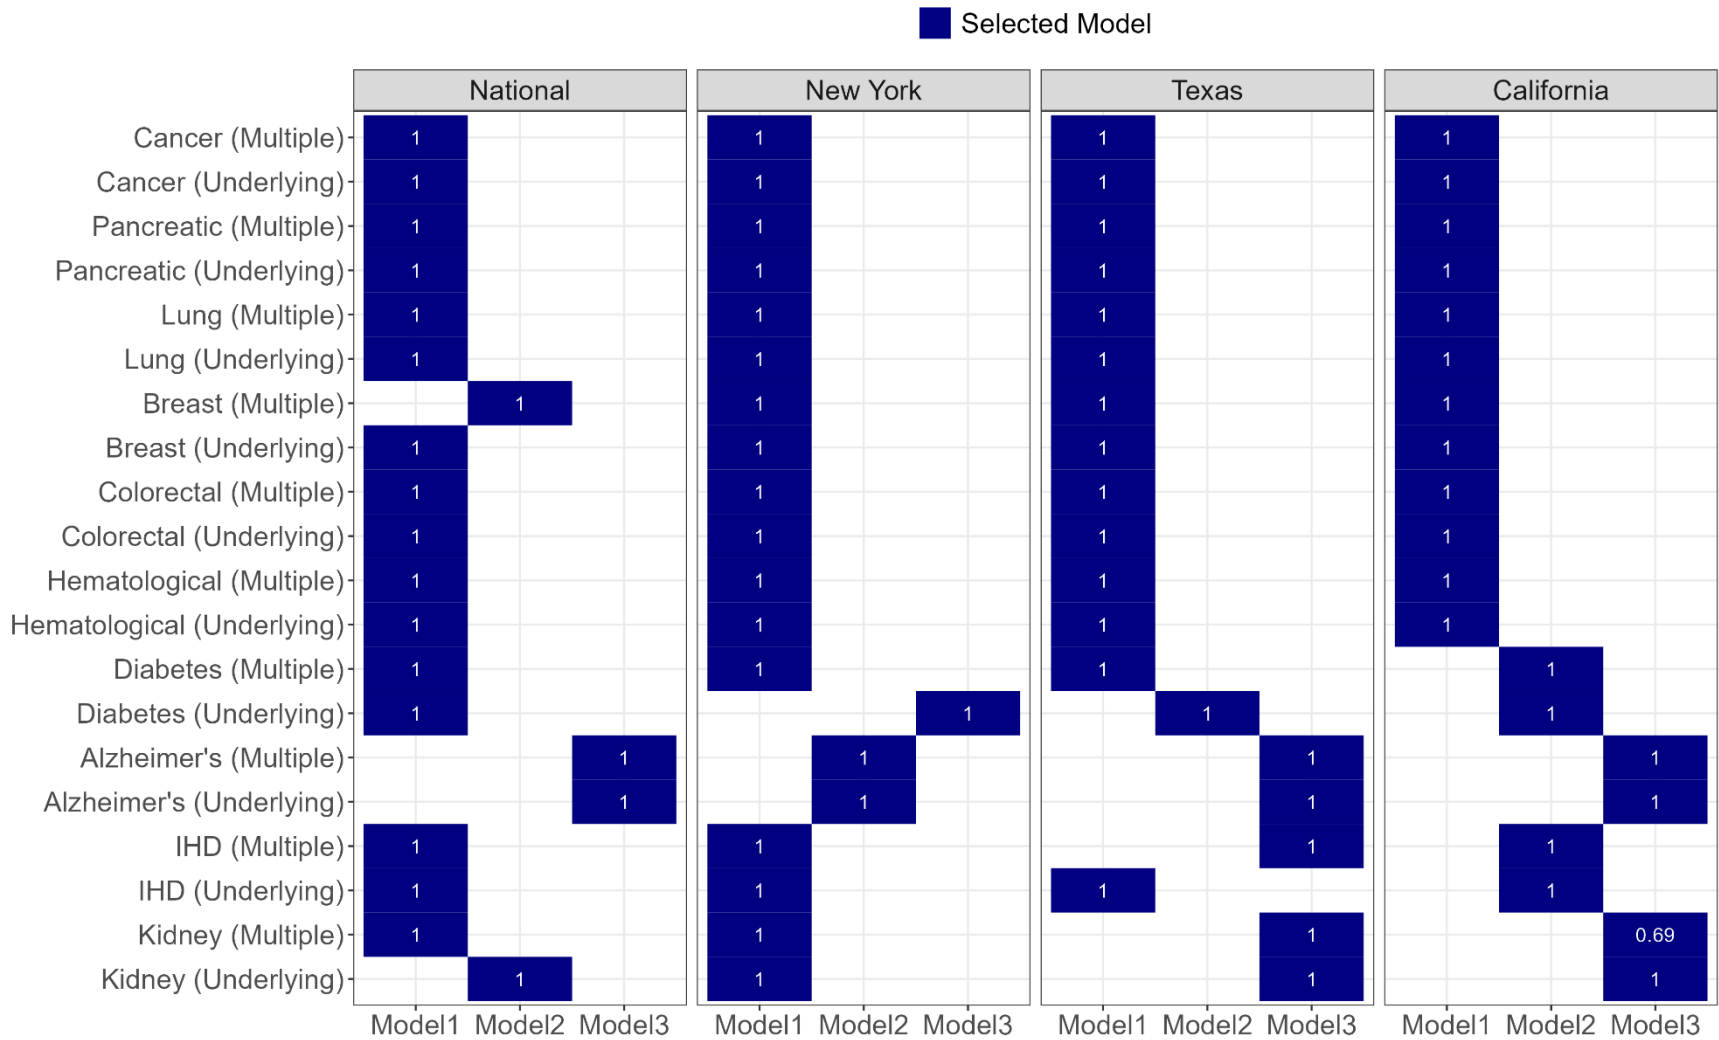 Selected Model
National New York Texas California
Cancer (Multiple) 1 1 1 1
Cancer (Underlying) 1 1 1 1
Pancreatic (Multiple) 1 1 1 1
Pancreatic (Underlying) 1 1 1 1
Lung (Multiple) 1 1 1 1
Lung (Underlying) 1 1 1 1
Breast (Multiple) 1 1 1 1
Breast (Underlying) 1 1 1 1
Colorectal (Multiple) 1 1 1 1
Colorectal (Underlying) 1 1 1 1
Hematological (Multiple) 1 1 1 1
Hematological (Underlying) 1 1 1 1
Diabetes (Multiple) 1 1 1 1
Diabetes (Underlying) 1 1 1 1
Alzheimer's (Multiple) 1 1 1 1
Alzheimer's (Underlying) 1 1 1 1
IHD (Multiple) 1 1 1 1
IHD (Underlying) 1 1 1 1
Kidney (Multiple) 1 1 1 0.69
Kidney (Underlying) 1 1 1 1
Model1 Model2 Model3 Model1 Model2 Model3 Model1 Model2 Model3 Model1 Model2 Model3